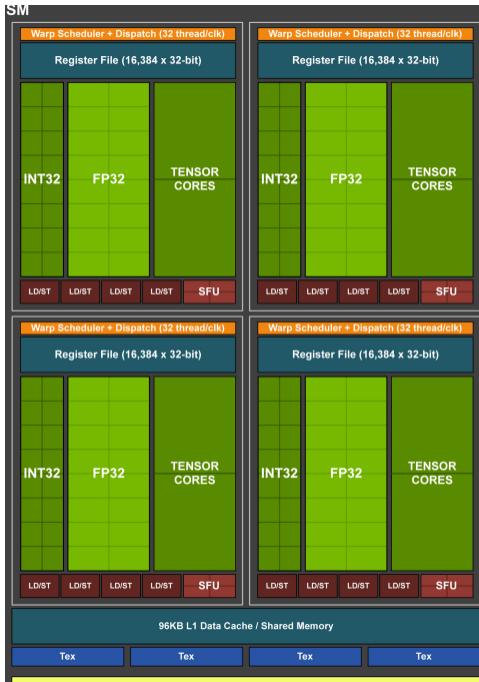 SM
Warp Scheduler + Dispatch (32 thread/clk)
Register File (16,384 x 32-bit)
INT32
FP32
TENSOR
CORES
LD/ST
LD/ST
LD/ST
LD/ST
SFU
Warp Scheduler + Dispatch (32 thread/clk)
Register File (16,384 x 32-bit)
INT32
FP32
TENSOR
CORES
LD/ST
LD/ST
LD/ST
LD/ST
SFU
Warp Scheduler + Dispatch (32 thread/clk)
Register File (16,384 x 32-bit)
INT32
FP32
TENSOR
CORES
LD/ST
LD/ST
LD/ST
LD/ST
SFU
Warp Scheduler + Dispatch (32 thread/clk)
Register File (16,384 x 32-bit)
INT32
FP32
TENSOR
CORES
LD/ST
LD/ST
LD/ST
LD/ST
SFU
96KB L1 Data Cache / Shared Memory
Tex
Tex
Tex
Tex